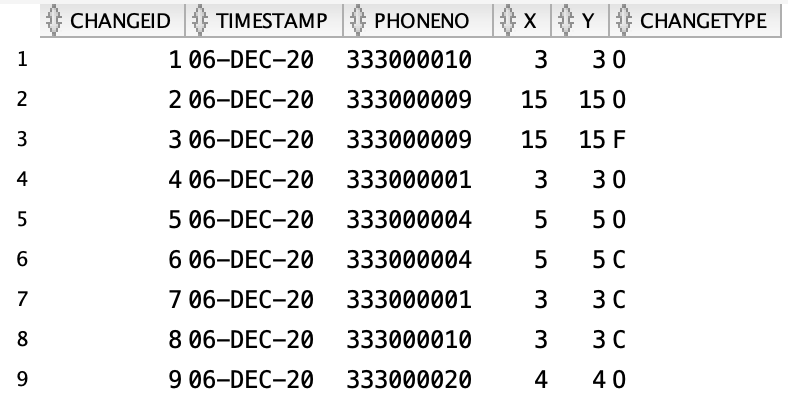 CHANGEID TIMESTAMP PHONENO X Y CHANGETYPE
1 1 06-DEC-20 333000010 3 3 O
2 2 06-DEC-20 333000009 15 15 O
3 3 06-DEC-20 333000009 15 15 F
4 4 06-DEC-20 333000001 3 3 O
5 5 06-DEC-20 333000004 5 5 O
6 6 06-DEC-20 333000004 5 5 C
7 7 06-DEC-20 333000001 3 3 C
8 8 06-DEC-20 333000010 3 3 C
9 9 06-DEC-20 333000020 4 4 O